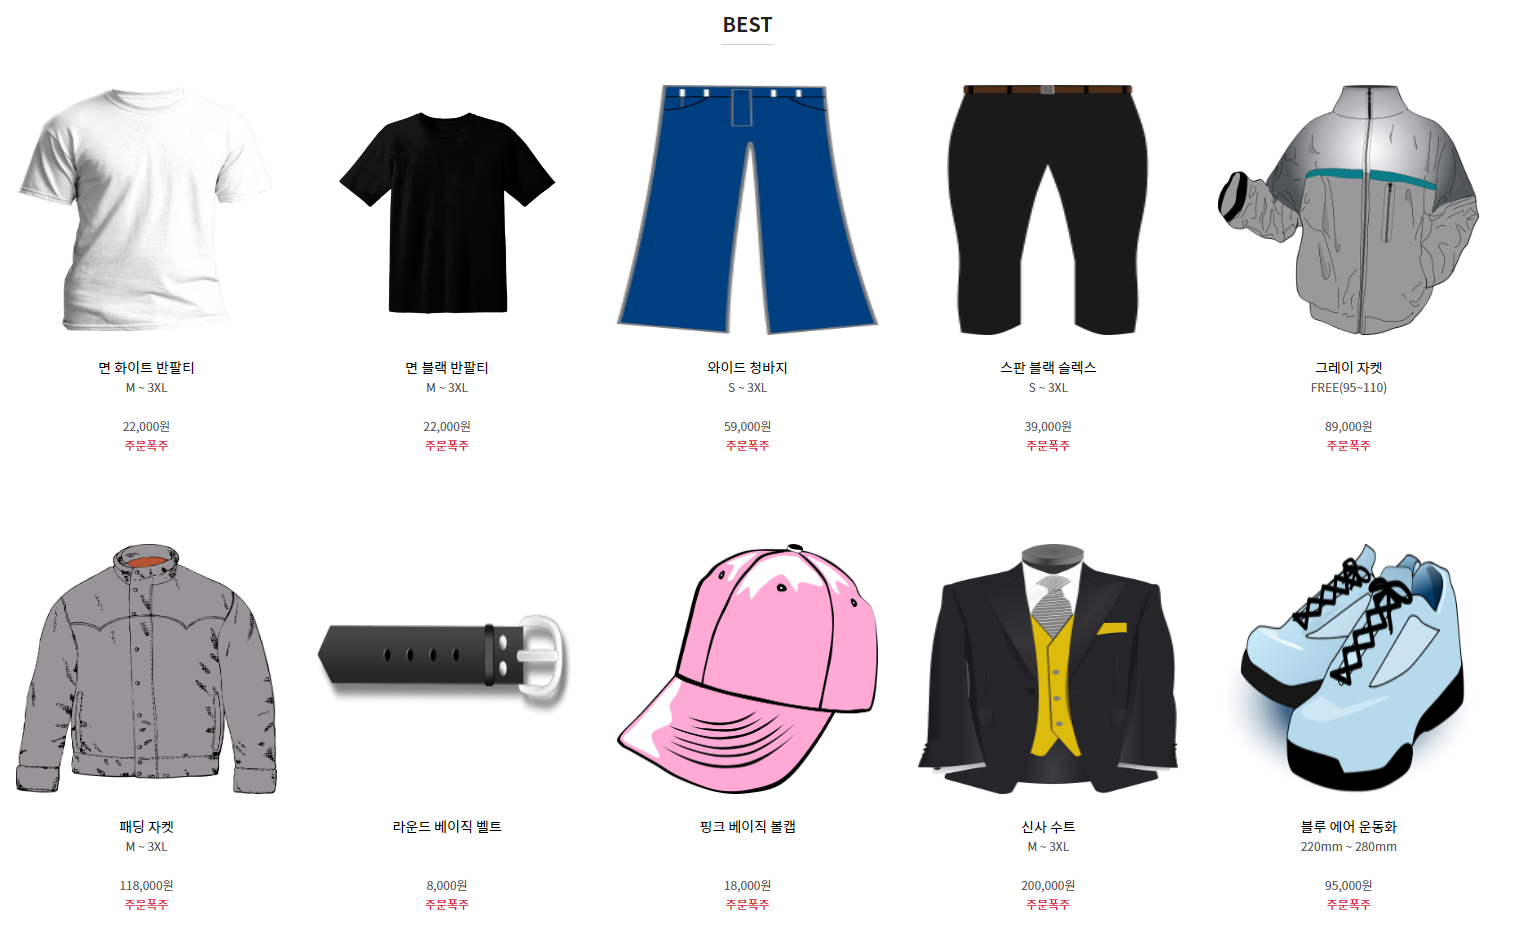 BEST
면 화이트 반팔티
M ~ 3XL
22,000원
주문폭주
면 블랙 반팔티
M ~ 3XL
22,000원
주문폭주
와이드 청바지
S ~ 3XL
59,000원
주문폭주
스판 블랙 슬렉스
S ~ 3XL
39,000원
주문폭주
그레이 자켓
FREE(95~110)
89,000원
주문폭주
패딩 자켓
M ~ 3XL
118,000원
주문폭주
라운드 베이직 벨트
8,000원
주문폭주
핑크 베이직 볼캡
18,000원
주문폭주
신사 수트
M ~ 3XL
200,000원
주문폭주
블루 에어 운동화
220mm ~ 280mm
95,000원
주문폭주